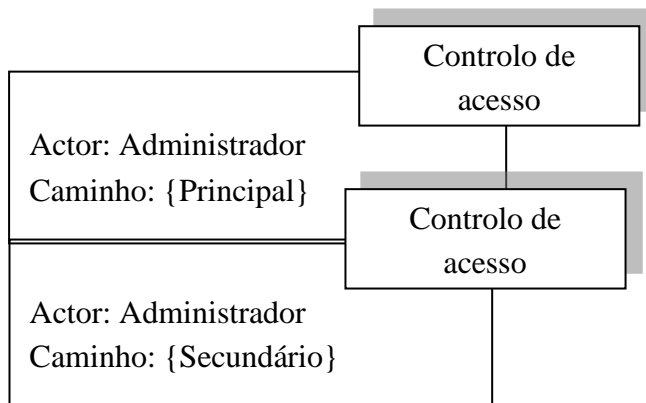 Controlo de
acesso
Actor: Administrador
Caminho: {Principal}
Controlo de
acesso
Actor: Administrador
Caminho: {Secundário}